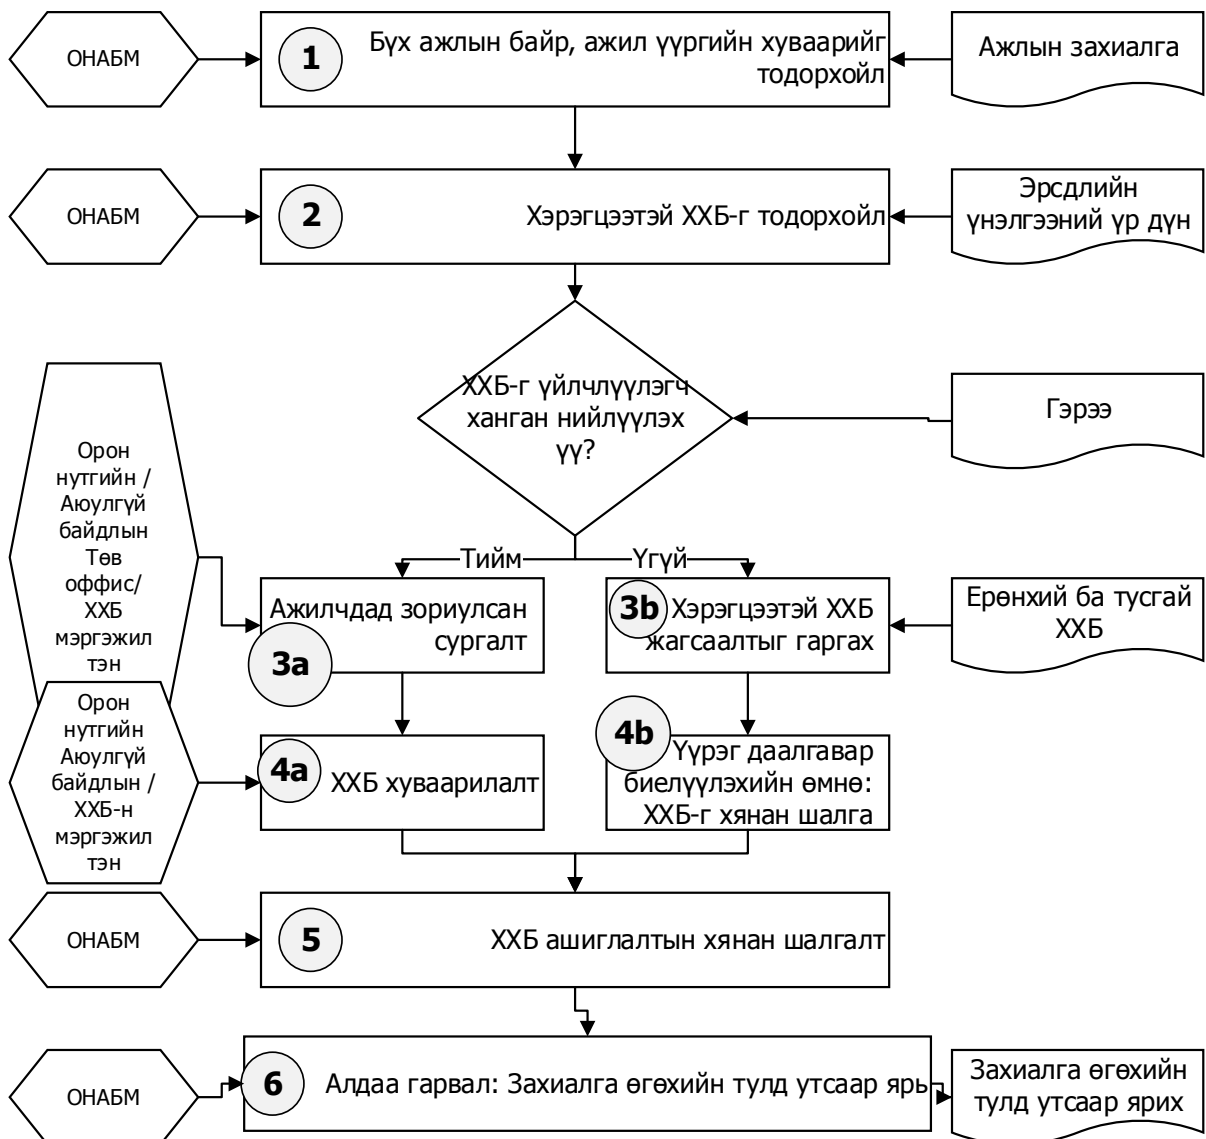 ОНАБМ
1
Бүх ажлын байр, ажил үүргийн хуваарийг
тодорхойл
Ажлын захиалга
ОНАБМ
2
Хэрэгцээтэй ХХБ-г тодорхойл
Эрсдлийн
үнэлгээний үр дүн
ХХБ-г үйлчлүүлэгч
ханган нийлүүлэх
үү?
Гэрээ
Орон
нутгийн /
Аюулгүй
байдлын
Төв
оффис/
ХХБ
мэргэжил
тэн
Тийм
Үгүй
Ажилчдад зориулсан
сургалт
3a
3b
Хэрэгцээтэй ХХБ
жагсаалтыг гаргах
Ерөнхий ба тусгай
ХХБ
Орон
нутгийн
Аюулгүй
байдлын /
ХХБ-н
мэргэжил
тэн
4a
ХХБ хуваарилалт
4b
Үүрэг даалгавар
биелүүлэхийн өмнө:
ХХБ-г хянан шалга
ОНАБМ
5
ХХБ ашиглалтын хянан шалгалт
ОНАБМ
6
Алдаа гарвал: Захиалга өгөхийн тулд утсаар ярь
Захиалга өгөхийн
тулд утсаар ярих